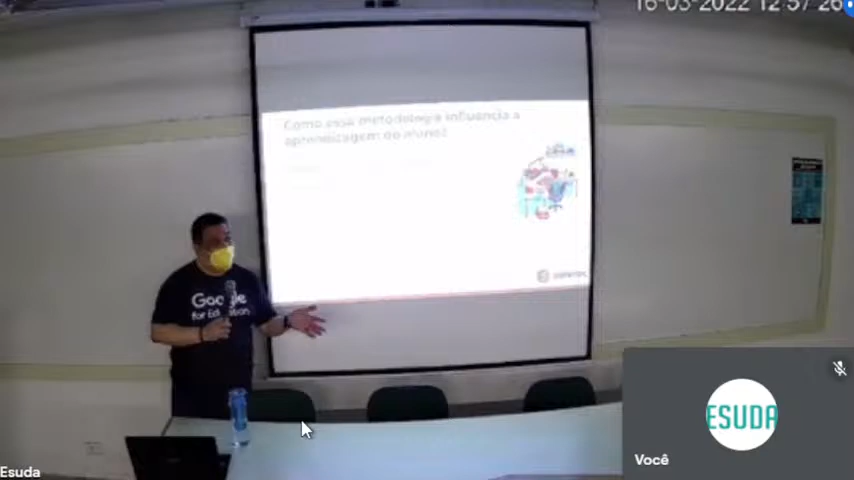 16-03-2022 12:57:26
Como essa metodologia influencia a
aprendizagem do aluno?
Google
for Education
ESUDA
Você
Esuda